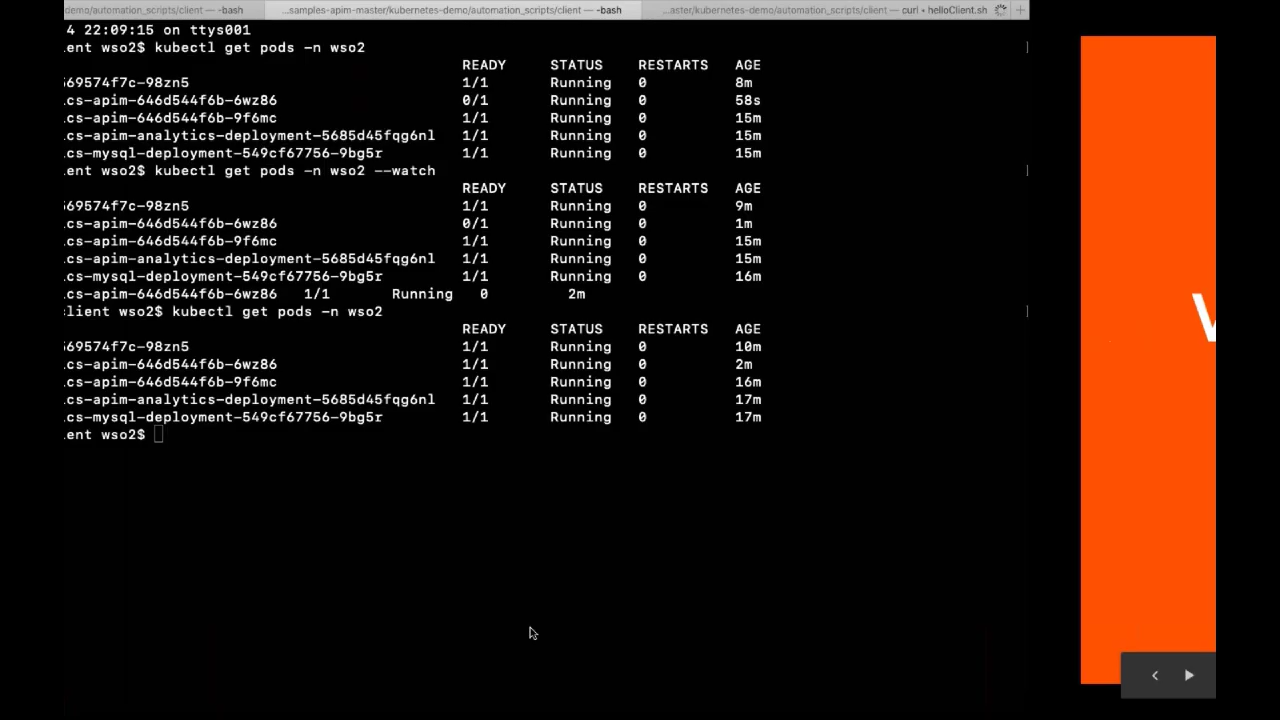 demo/automation_scripts/client — -bash
...samples-apim-master/kubernetes-demo/automation_scripts/client — -bash
...aster/kubernetes-demo/automation_scripts/client — curl • helloClient.sh
4 22:09:15 on ttys001
ent wso2$ kubectl get pods -n wso2
READY STATUS RESTARTS AGE
569574f7c-98zn5 1/1 Running 0 8m
cs-apim-646d544f6b-6wz86 0/1 Running 0 58s
cs-apim-646d544f6b-9f6mc 1/1 Running 0 15m
cs-apim-analytics-deployment-5685d45fqg6nl 1/1 Running 0 15m
cs-mysql-deployment-549cf67756-9bg5r 1/1 Running 0 15m
ent wso2$ kubectl get pods -n wso2 --watch
READY STATUS RESTARTS AGE
569574f7c-98zn5 1/1 Running 0 9m
cs-apim-646d544f6b-6wz86 0/1 Running 0 1m
cs-apim-646d544f6b-9f6mc 1/1 Running 0 15m
cs-apim-analytics-deployment-5685d45fqg6nl 1/1 Running 0 15m
cs-mysql-deployment-549cf67756-9bg5r 1/1 Running 0 16m
cs-apim-646d544f6b-6wz86 1/1 Running 0 2m
client wso2$ kubectl get pods -n wso2
READY STATUS RESTARTS AGE
569574f7c-98zn5 1/1 Running 0 10m
cs-apim-646d544f6b-6wz86 1/1 Running 0 2m
cs-apim-646d544f6b-9f6mc 1/1 Running 0 16m
cs-apim-analytics-deployment-5685d45fqg6nl 1/1 Running 0 17m
cs-mysql-deployment-549cf67756-9bg5r 1/1 Running 0 17m
ent wso2$